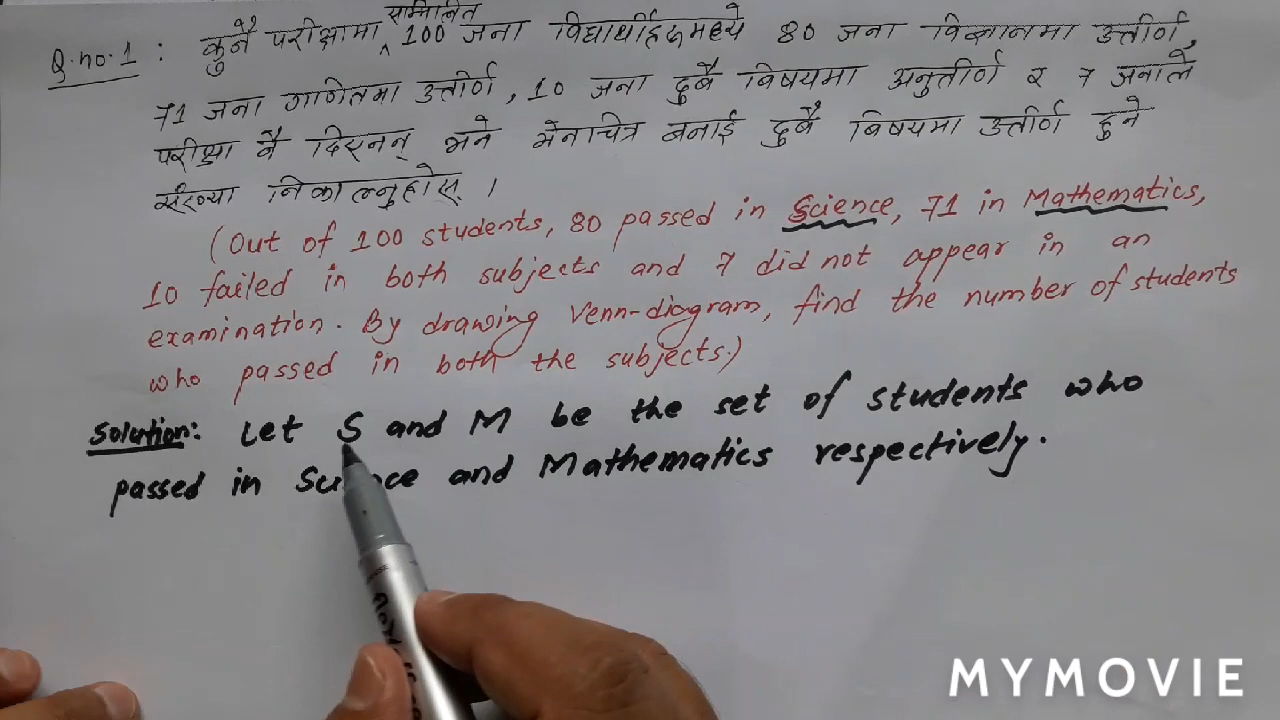 Q.no.1 : कुनै परीक्षामा सम्मिलित 100 जना विद्यार्थीहरूमध्ये 80 जना विज्ञानमा उत्तीर्ण,
71 जना गणितमा उत्तीर्ण, 10 जना दुबै विषयमा अनुत्तीर्ण र 7 जनाले
परीक्षा नै दिएनन् भने भेनचित्र बनाई दुबै विषयमा उत्तीर्ण हुने
संख्या निकाल्नुहोस् ।
(Out of 100 students, 80 passed in Science, 71 in Mathematics,
10 failed in both subjects and 7 did not appear in an
examination. By drawing Venn-diagram, find the number of students
who passed in both the subjects.)
Solution: Let S and M be the set of students who
passed in Science and Mathematics respectively.
MYMOVIE